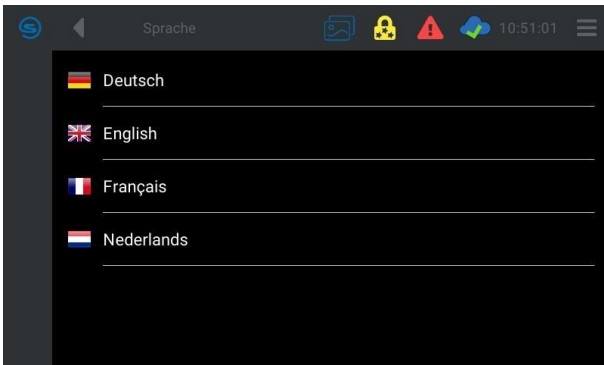 Sprache
10:51:01
Deutsch
English
Français
Nederlands